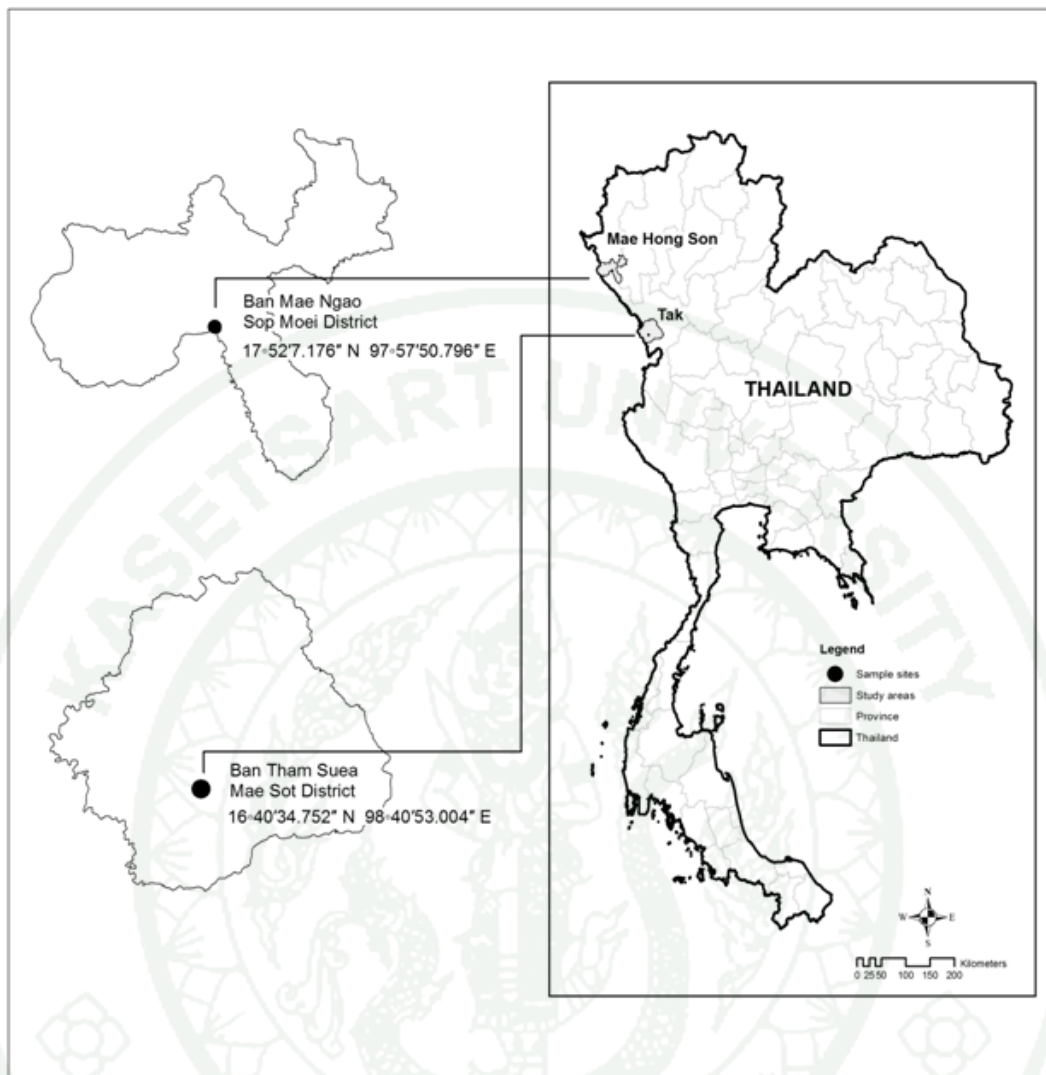 Mae Hong Son
Tak
THAILAND
Ban Mae Ngao
Sop Moei District
17◦52'7.176" N 97◦57'50.796" E
Ban Tham Suea
Mae Sot District
16◦40'34.752" N 98◦40'53.004" E
Legend
Sample sites
Study areas
Province
Thailand
N
W E
S
0 25 50 100 150 200 Kilometers
KASETSART UNIVERSITY